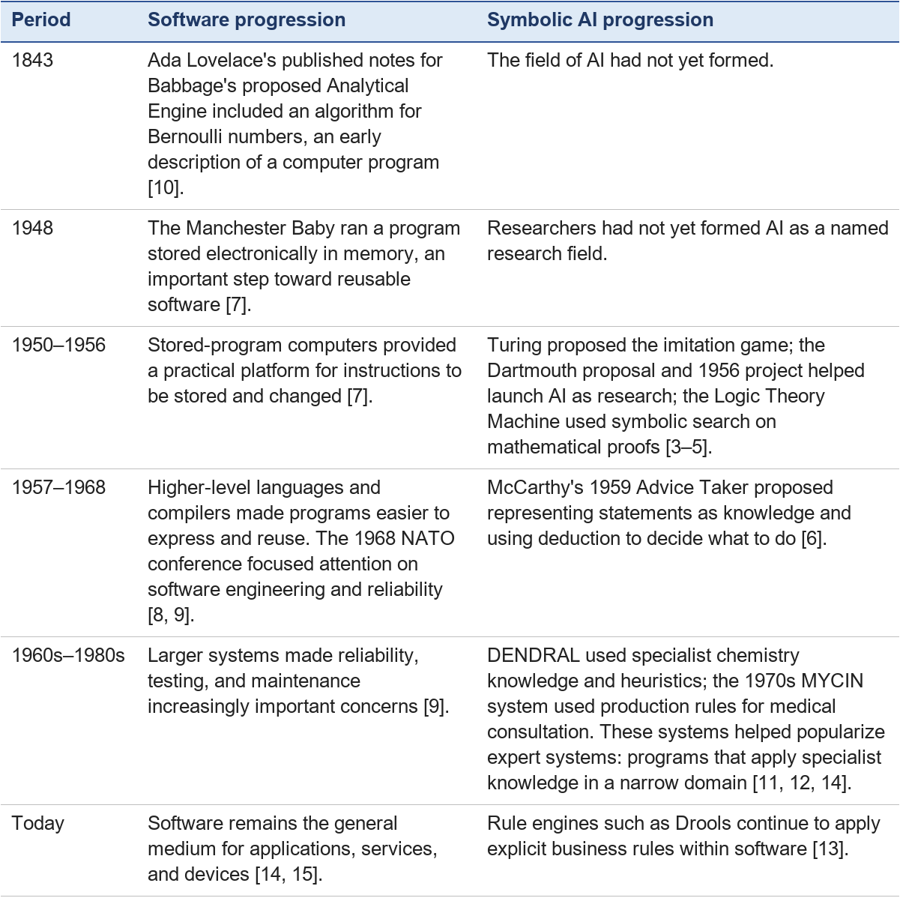 Period Software progression Symbolic AI progression
1843
Ada Lovelace's published notes for
Babbage's proposed Analytical
Engine included an algorithm for
Bernoulli numbers, an early
description of a computer program
[10].
The field of AI had not yet formed.
1948
The Manchester Baby ran a program
stored electronically in memory, an
important step toward reusable
software [7].
Researchers had not yet formed AI as a named
research field.
1950–1956
Stored-program computers provided
a practical platform for instructions to
be stored and changed [7].
Turing proposed the imitation game; the
Dartmouth proposal and 1956 project helped
launch AI as research; the Logic Theory
Machine used symbolic search on
mathematical proofs [3–5].
1957–1968
Higher-level languages and
compilers made programs easier to
express and reuse. The 1968 NATO
conference focused attention on
software engineering and reliability
[8, 9].
McCarthy's 1959 Advice Taker proposed
representing statements as knowledge and
using deduction to decide what to do [6].
1960s–1980s
Larger systems made reliability,
testing, and maintenance
increasingly important concerns [9].
DENDRAL used specialist chemistry
knowledge and heuristics; the 1970s MYCIN
system used production rules for medical
consultation. These systems helped popularize
expert systems: programs that apply specialist
knowledge in a narrow domain [11, 12, 14].
Today
Software remains the general
medium for applications, services,
and devices [14, 15].
Rule engines such as Drools continue to apply
explicit business rules within software [13].